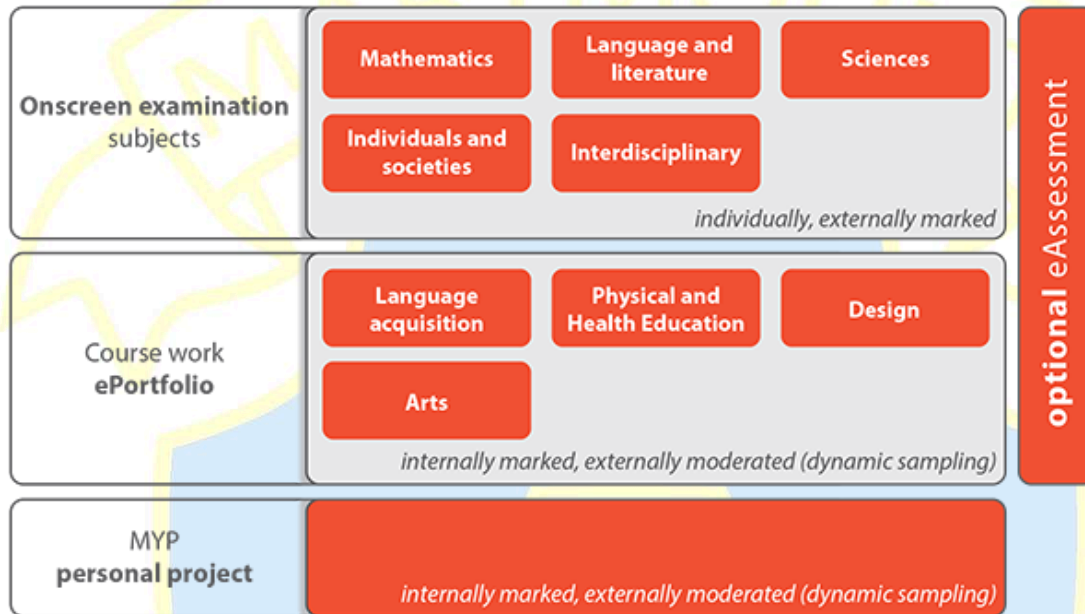 Onscreen examination
subjects
Mathematics
Language and
literature
Sciences
Individuals and
societies
Interdisciplinary
individually, externally marked
Course work
ePortfolio
Language
acquisition
Physical and
Health Education
Design
Arts
internally marked, externally moderated (dynamic sampling)
MYP
personal project
internally marked, externally moderated (dynamic sampling)
optional eAssessment